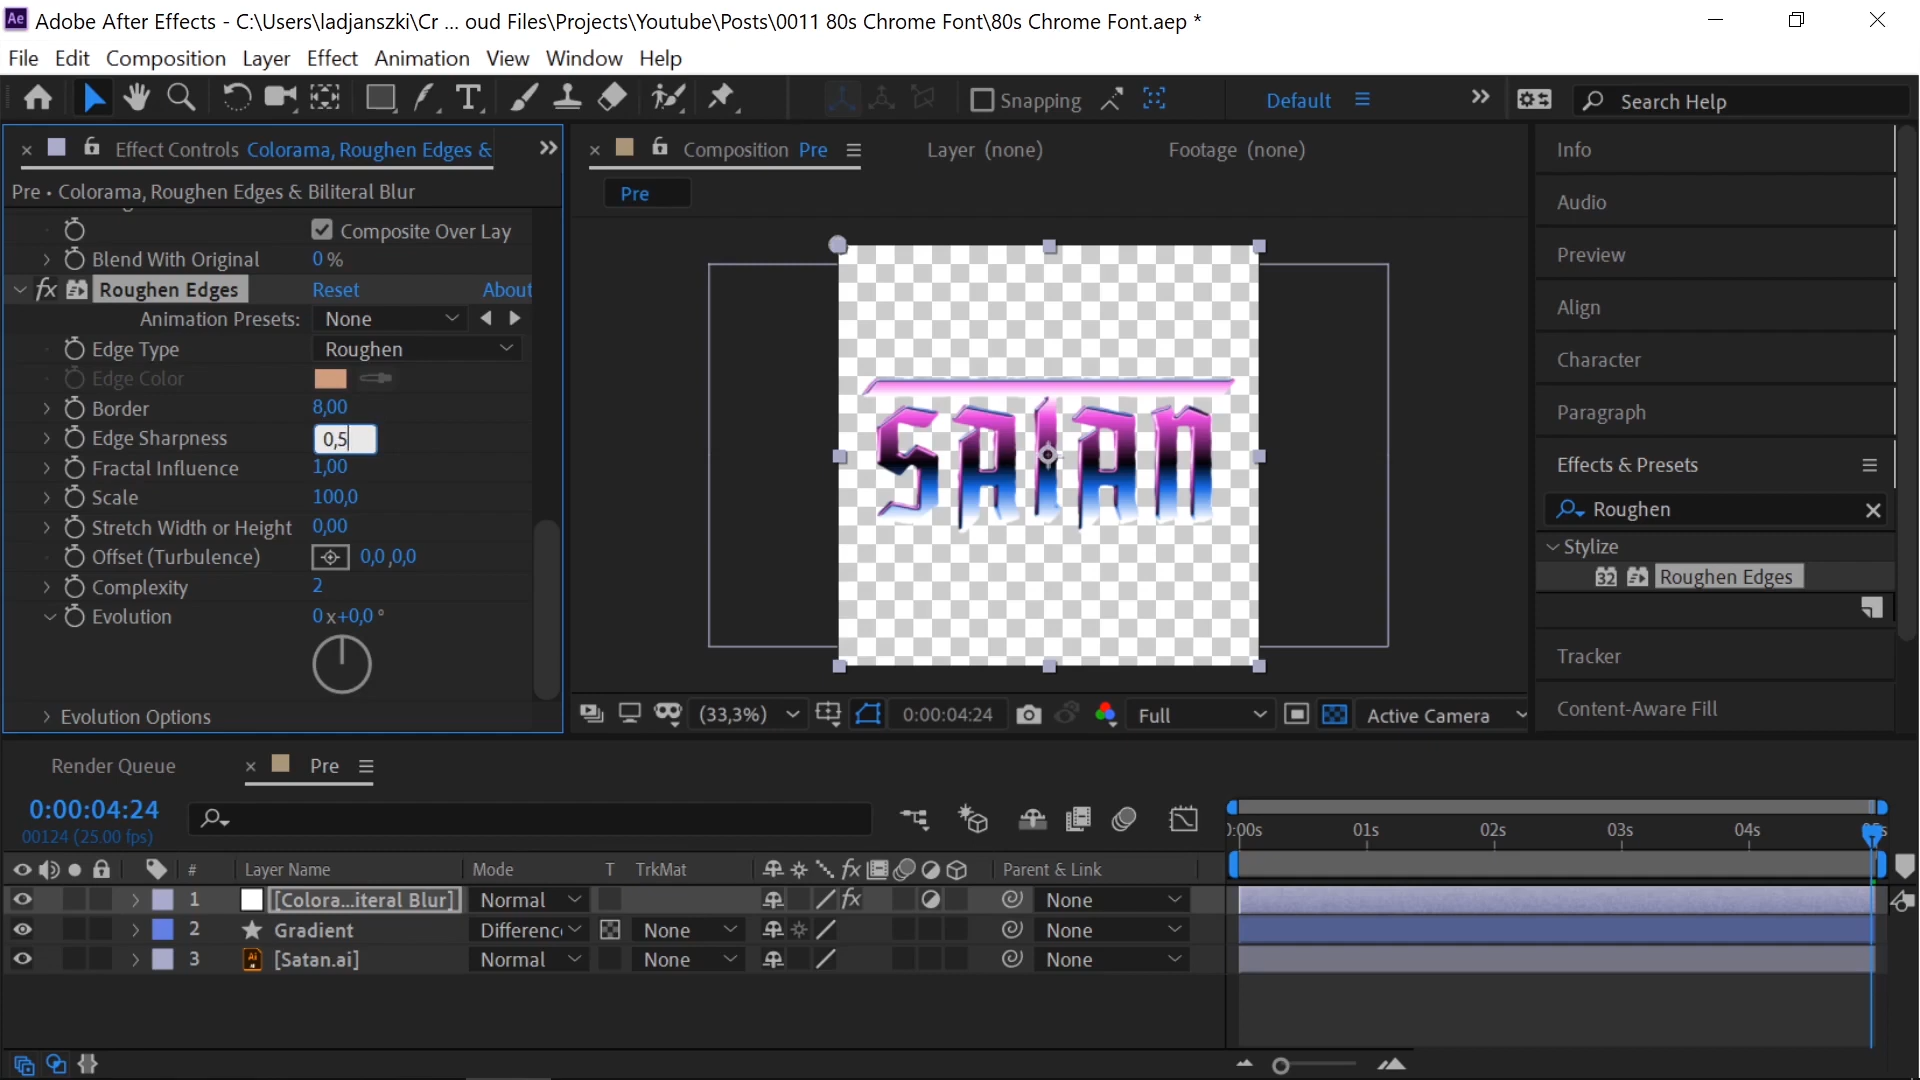 Ae Adobe After Effects - C:\Users\ladjanszki\Cr ... oud Files\Projects\Youtube\Posts\0011 80s Chrome Font\80s Chrome Font.aep *
File Edit Composition Layer Effect Animation View Window Help
T Snapping Default Search Help
Effect Controls Colorama, Roughen Edges &
Pre • Colorama, Roughen Edges & Biliteral Blur
Composite Over Lay
Blend With Original 0 %
fx Roughen Edges Reset About
Animation Presets: None
Edge Type Roughen
Edge Color
Border 8,00
Edge Sharpness 0,5
Fractal Influence 1,00
Scale 100,0
Stretch Width or Height 0,00
Offset (Turbulence) 0,0,0,0
Complexity 2
Evolution 0x+0,0 °
Evolution Options
Composition Pre Layer (none) Footage (none)
Pre
SATAN
(33,3%) 0:00:04:24 Full Active Camera
Info
Audio
Preview
Align
Character
Paragraph
Effects & Presets
Roughen
Stylize
32 Roughen Edges
Tracker
Content-Aware Fill
Render Queue Pre
0:00:04:24
00124 (25.00 fps)
# Layer Name Mode T TrkMat fx Parent & Link
1 [Colora...iteral Blur] Normal fx None
2 Gradient Difference None None
3 Ai [Satan.ai] Normal None None
):00s 01s 02s 03s 04s 05s